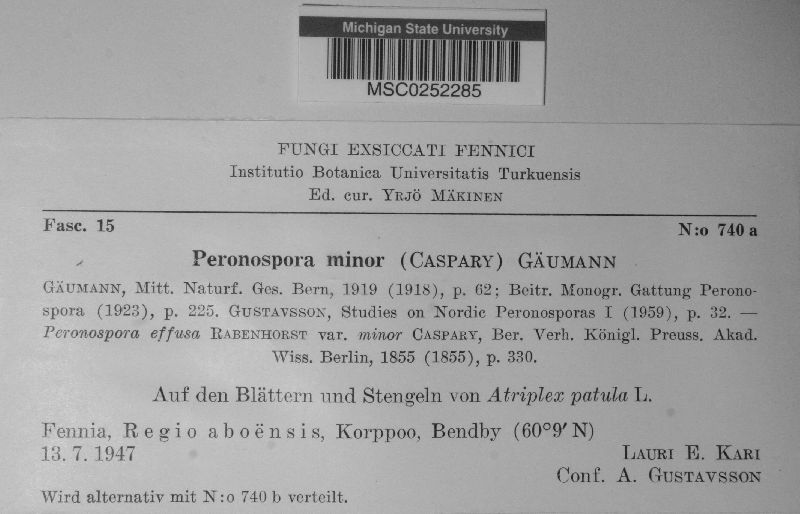 Michigan State University
MSC0252285
FUNGI EXSICCATI FENNICI
Institutio Botanica Universitatis Turkuensis
Ed. cur. YRJÖ MÄKINEN
Fasc. 15 N:o 740 a
Peronospora minor (CASPARY) GÄUMANN
GÄUMANN, Mitt. Naturf. Ges. Bern, 1919 (1918), p. 62; Beitr. Monogr. Gattung Perono-
spora (1923), p. 225. GUSTAVSSON, Studies on Nordic Peronosporas I (1959), p. 32. —
Peronospora effusa RABENHORST var. minor CASPARY, Ber. Verh. Königl. Preuss. Akad.
Wiss. Berlin, 1855 (1855), p. 330.
Auf den Blättern und Stengeln von Atriplex patula L.
Fennia, Regio aboënsis, Korppoo, Bendby (60°9′ N)
13. 7. 1947 LAURI E. KARI
Conf. A. GUSTAVSSON
Wird alternativ mit N:o 740 b verteilt.